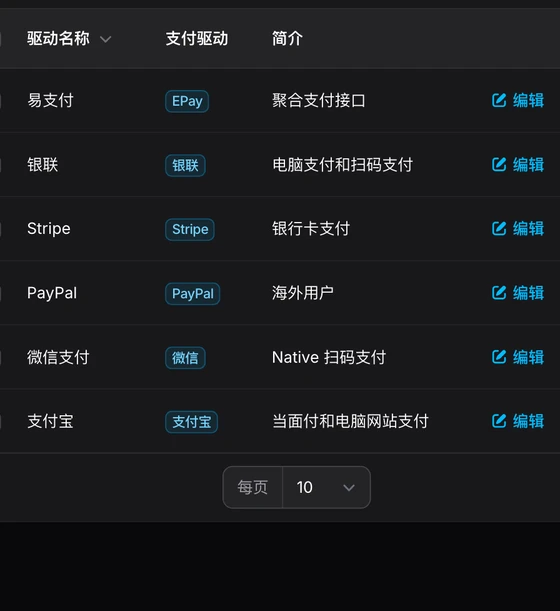 驱动名称 支付驱动 简介
易支付 EPay 聚合支付接口 编辑
银联 银联 电脑支付和扫码支付 编辑
Stripe Stripe 银行卡支付 编辑
PayPal PayPal 海外用户 编辑
微信支付 微信 Native 扫码支付 编辑
支付宝 支付宝 当面付和电脑网站支付 编辑
每页 10